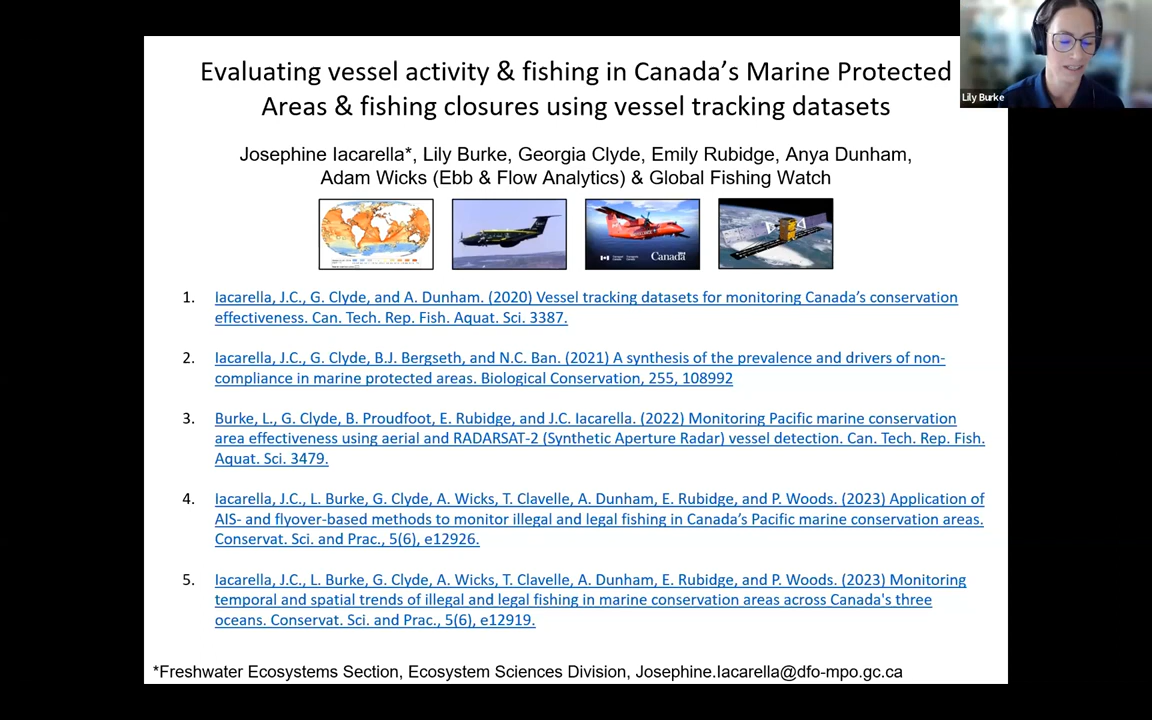 Evaluating vessel activity & fishing in Canada's Marine Protected
Areas & fishing closures using vessel tracking datasets
Lily Burke
Josephine Iacarella*, Lily Burke, Georgia Clyde, Emily Rubidge, Anya Dunham,
Adam Wicks (Ebb & Flow Analytics) & Global Fishing Watch
Canada
1. Iacarella, J.C., G. Clyde, and A. Dunham. (2020) Vessel tracking datasets for monitoring Canada's conservation
effectiveness. Can. Tech. Rep. Fish. Aquat. Sci. 3387.
2. Iacarella, J.C., G. Clyde, B.J. Bergseth, and N.C. Ban. (2021) A synthesis of the prevalence and drivers of non-
compliance in marine protected areas. Biological Conservation, 255, 108992
3. Burke, L., G. Clyde, B. Proudfoot, E. Rubidge, and J.C. Iacarella. (2022) Monitoring Pacific marine conservation
area effectiveness using aerial and RADARSAT-2 (Synthetic Aperture Radar) vessel detection. Can. Tech. Rep. Fish.
Aquat. Sci. 3479.
4. Iacarella, J.C., L. Burke, G. Clyde, A. Wicks, T. Clavelle, A. Dunham, E. Rubidge, and P. Woods. (2023) Application of
AIS- and flyover-based methods to monitor illegal and legal fishing in Canada's Pacific marine conservation areas.
Conservat. Sci. and Prac., 5(6), e12926.
5. Iacarella, J.C., L. Burke, G. Clyde, A. Wicks, T. Clavelle, A. Dunham, E. Rubidge, and P. Woods. (2023) Monitoring
temporal and spatial trends of illegal and legal fishing in marine conservation areas across Canada's three
oceans. Conservat. Sci. and Prac., 5(6), e12919.
*Freshwater Ecosystems Section, Ecosystem Sciences Division, Josephine.Iacarella@dfo-mpo.gc.ca